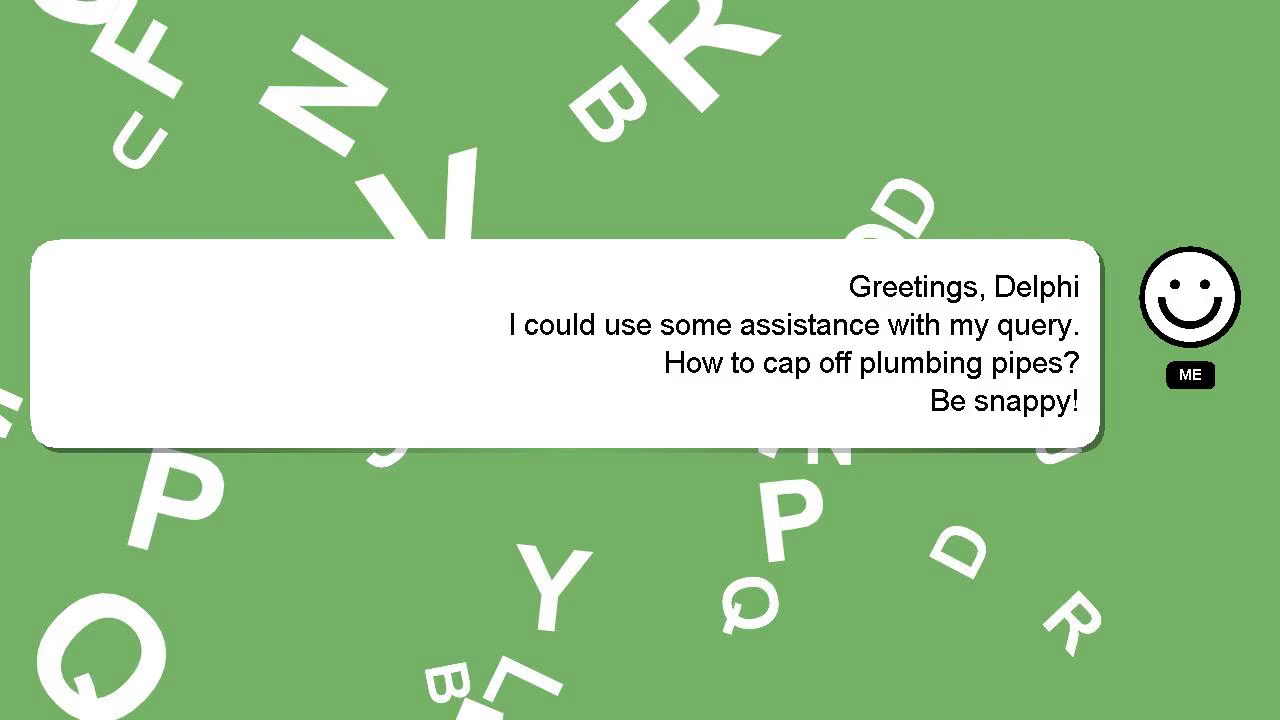 Greetings, Delphi
I could use some assistance with my query.
How to cap off plumbing pipes?
Be snappy!
ME
F
U
N
B
R
V
D
P
N
P
Y
Q
D
R
Q
B
L